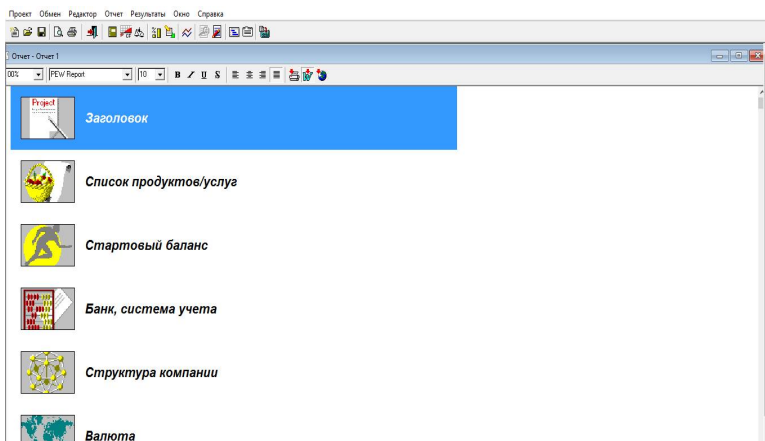 Проект Обмен Редактор Отчет Результаты Окно Справка
Отчет - Отчет 1
00% PEW Report 10 B I U S
Project
Заголовок
Список продуктов/услуг
Стартовый баланс
Банк, система учета
Структура компании
Валюта